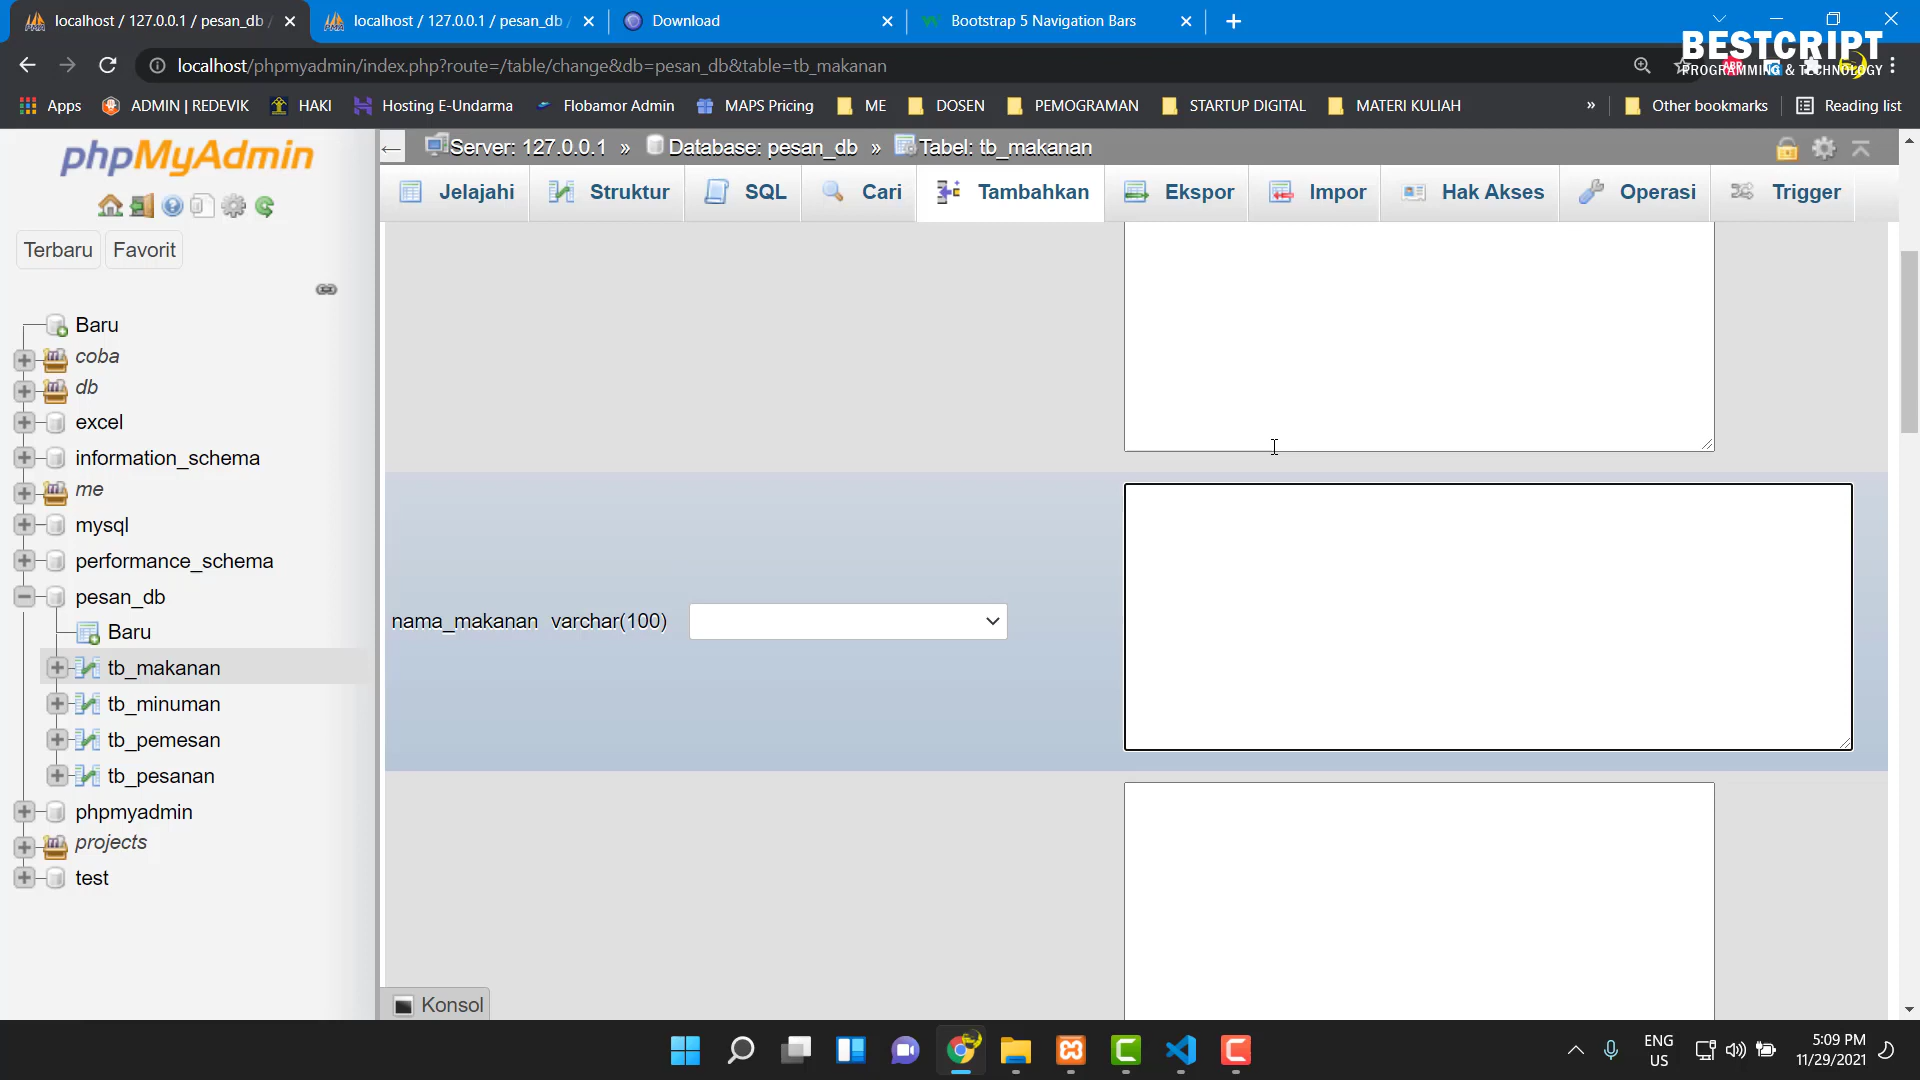 localhost / 127.0.0.1 / pesan_db /
localhost / 127.0.0.1 / pesan_db /
Download
Bootstrap 5 Navigation Bars
BESTCRIPT
PROGRAMMING & TECHNOLOGY
localhost/phpmyadmin/index.php?route=/table/change&db=pesan_db&table=tb_makanan
Apps
ADMIN | REDEVIK
HAKI
Hosting E-Undarma
Flobamor Admin
MAPS Pricing
ME
DOSEN
PEMOGRAMAN
STARTUP DIGITAL
MATERI KULIAH
»
Other bookmarks
Reading list
phpMyAdmin
Server: 127.0.0.1 » Database: pesan_db » Tabel: tb_makanan
Jelajahi
Struktur
SQL
Cari
Tambahkan
Ekspor
Impor
Hak Akses
Operasi
Trigger
Terbaru
Favorit
Baru
coba
db
excel
information_schema
me
mysql
performance_schema
pesan_db
Baru
tb_makanan
tb_minuman
tb_pemesan
tb_pesanan
phpmyadmin
projects
test
nama_makanan varchar(100)
Konsol
ENG
US
5:09 PM
11/29/2021